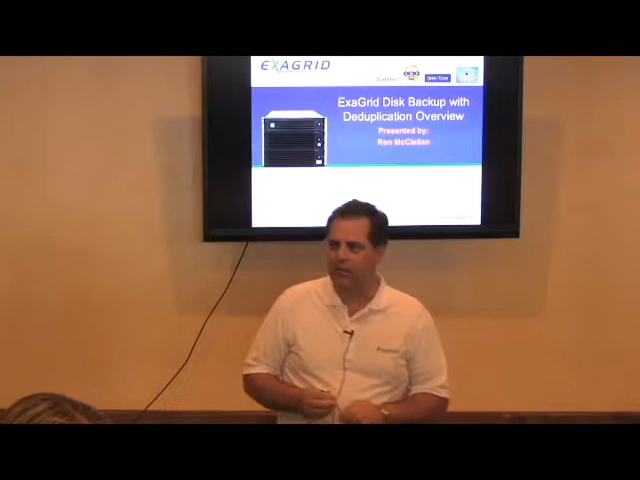 EXAGRID
ExaGrid Disk Backup with
Deduplication Overview
Presented by:
Ron McClellan